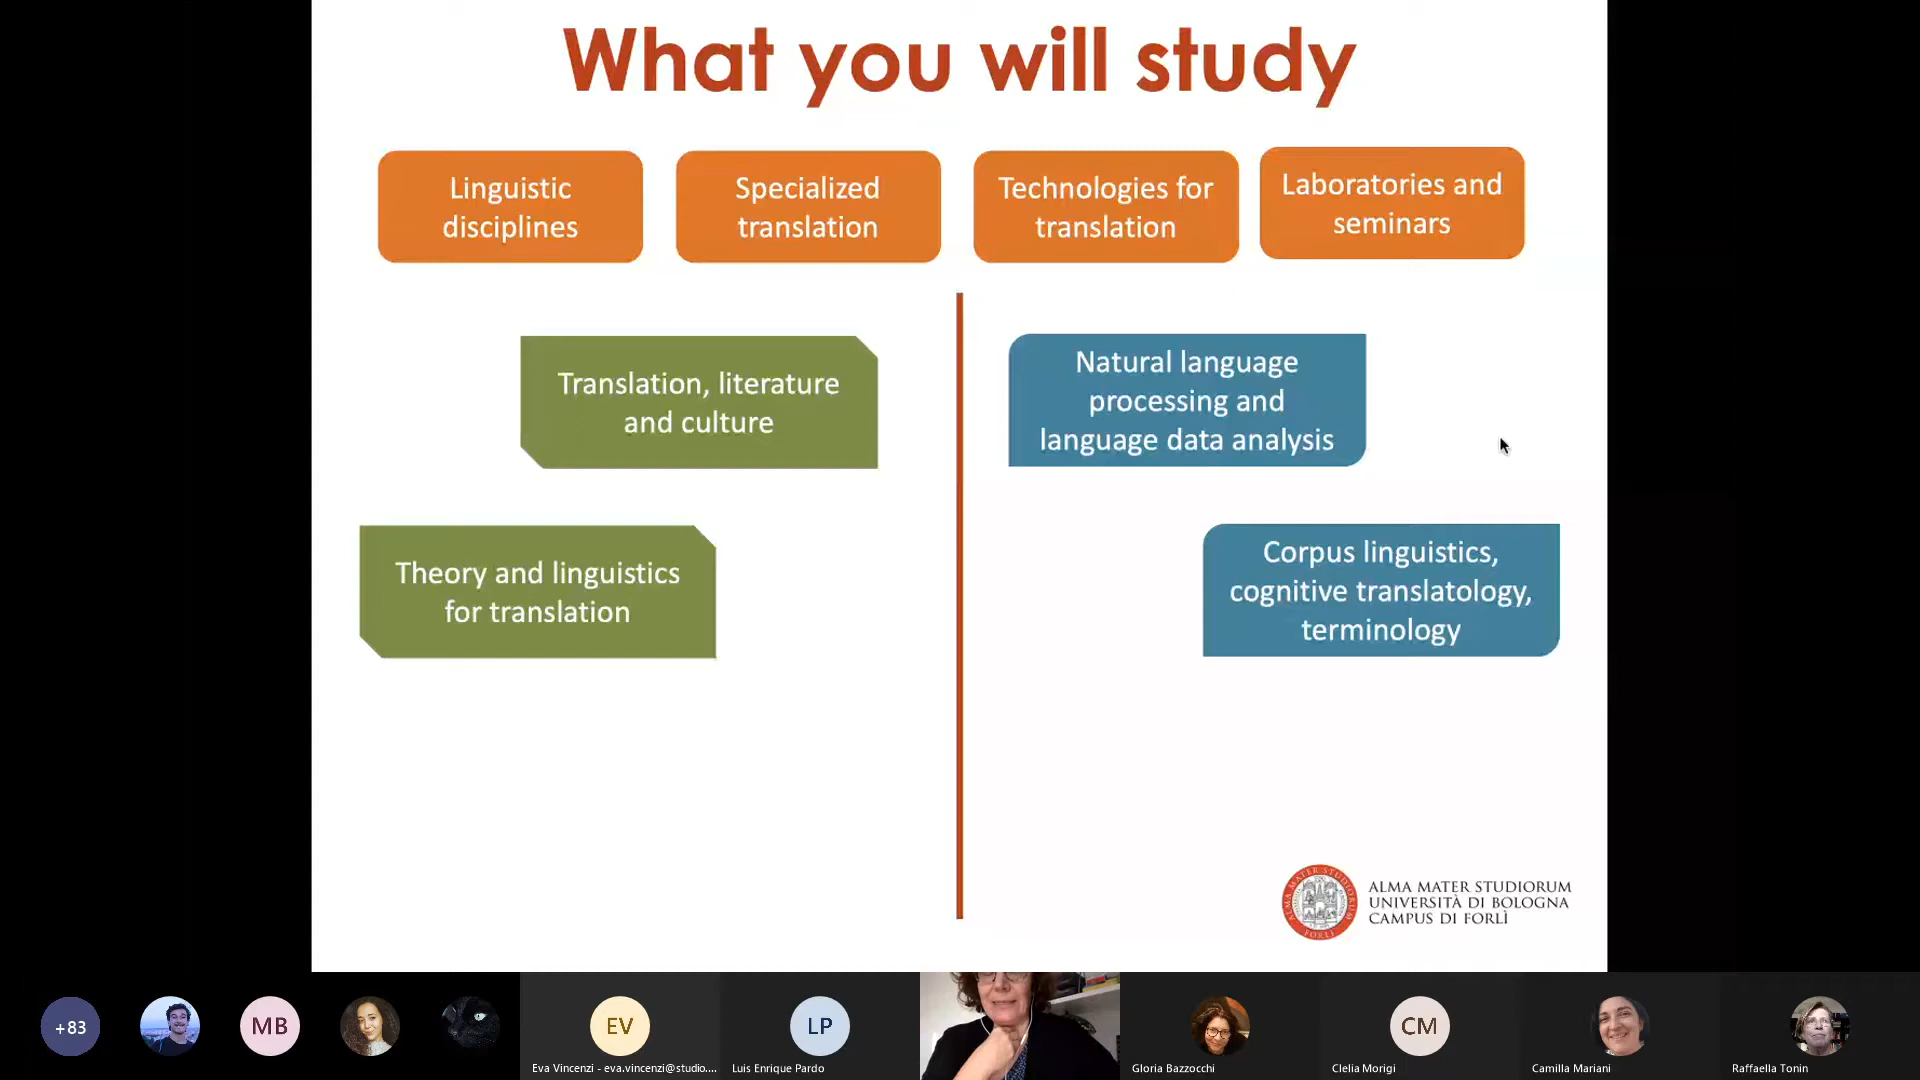 What you will study
Linguistic
disciplines
Specialized
translation
Technologies for
translation
Laboratories and
seminars
Translation, literature
and culture
Natural language
processing and
language data analysis
Theory and linguistics
for translation
Corpus linguistics,
cognitive translatology,
terminology
ALMA MATER STUDIORUM
UNIVERSITÀ DI BOLOGNA
CAMPUS DI FORLÌ
+83
MB
EV
LP
CM
Eva Vincenzi - eva.vincenzi@studio....
Luis Enrique Pardo
Gloria Bazzocchi
Clelia Morigi
Camilla Mariani
Raffaella Tonin